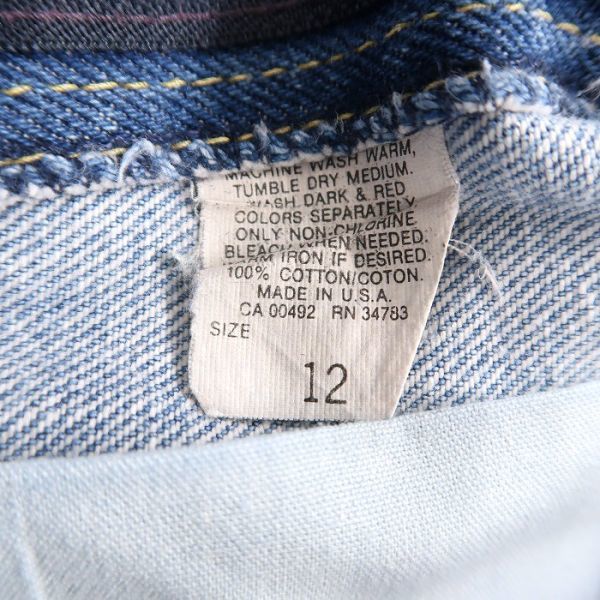 MACHINE WASH WARM,
TUMBLE DRY MEDIUM.
WASH DARK & RED
COLORS SEPARATELY
ONLY NON-CHLORINE
BLEACH WHEN NEEDED.
WARM IRON IF DESIRED.
100% COTTON/COTON.
MADE IN U.S.A.
CA 00492 RN 34783
SIZE
12